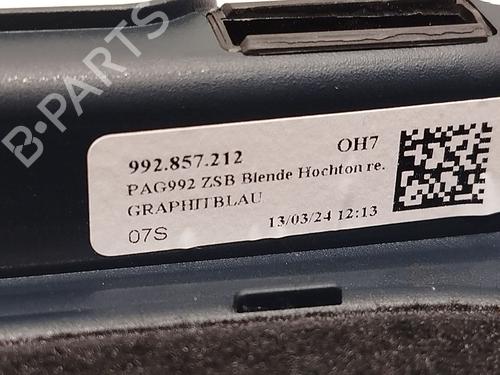 B-PARTS
992.857.212 OH7
PAG992 ZSB Blende Hochton re.
GRAPHITBLAU
07S 13/03/24 12:13